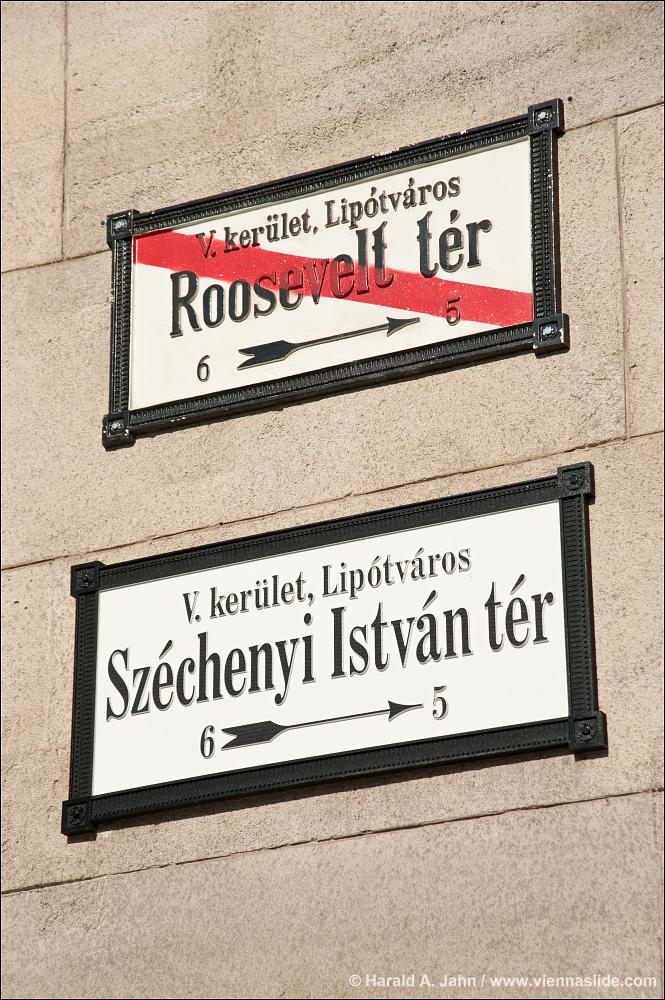 V. kerület, Lipótváros
Roosevelt tér
6 5
V. kerület, Lipótváros
Széchenyi István tér
6 5
© Harald A. Jahn / www.viennaslide.com